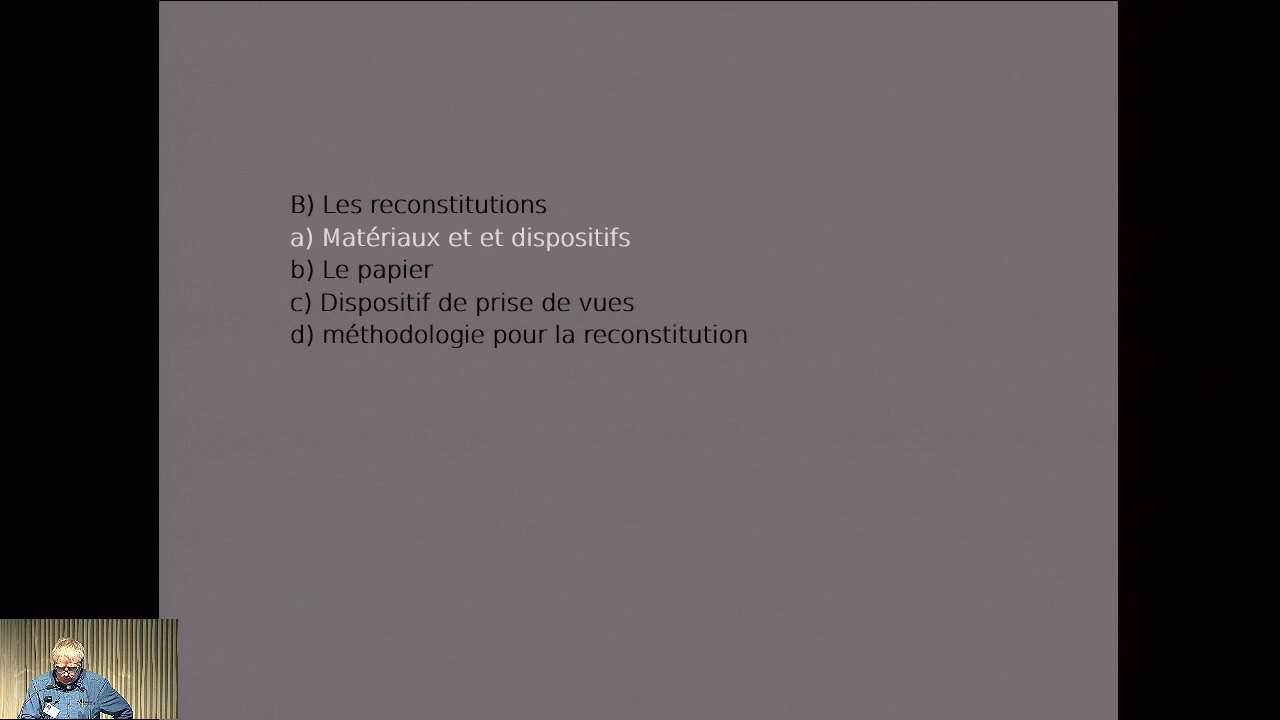 B) Les reconstitutions
a) Matériaux et et dispositifs
b) Le papier
c) Dispositif de prise de vues
d) méthodologie pour la reconstitution